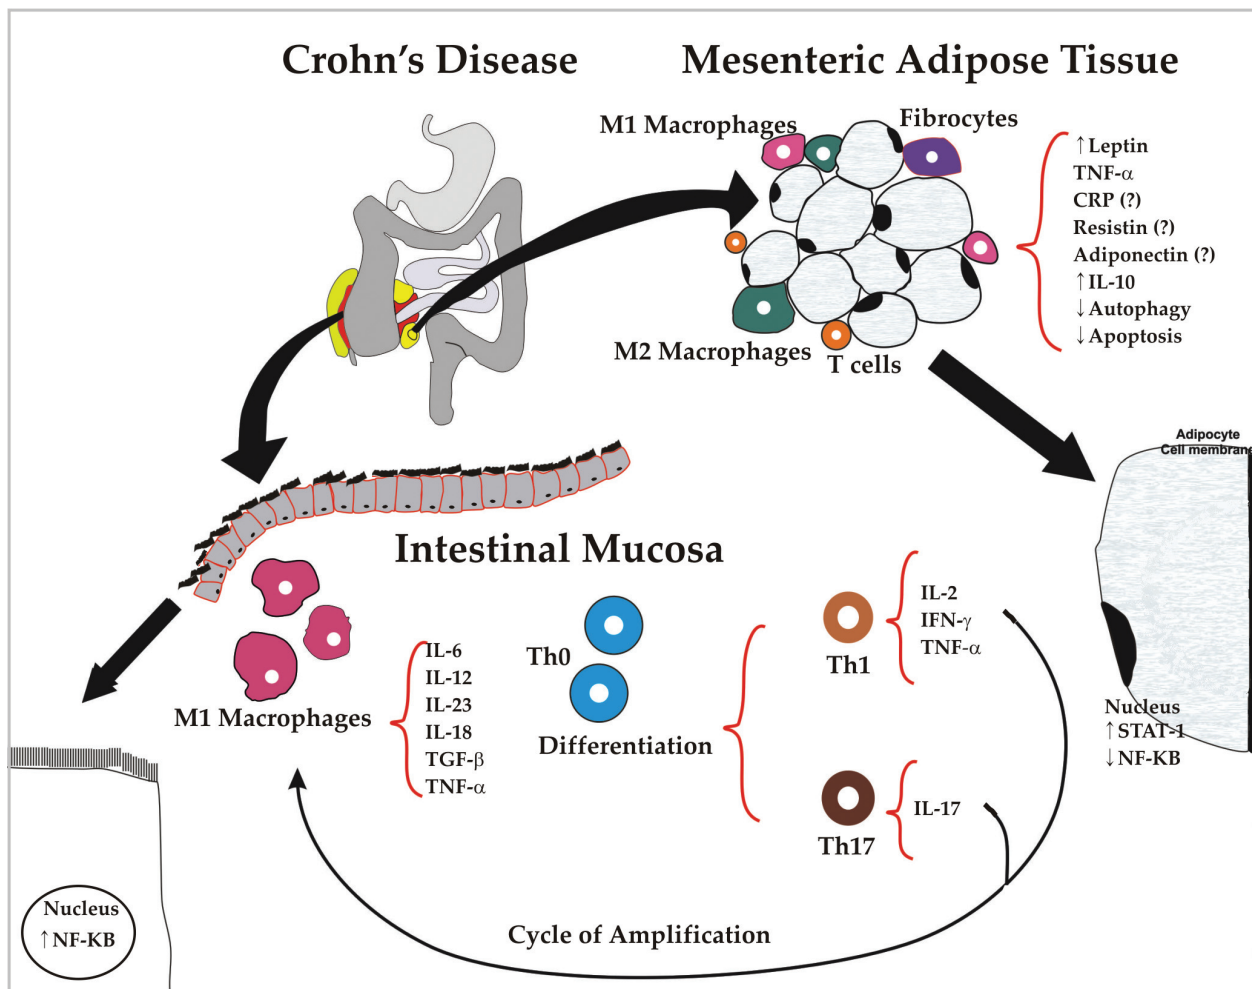 Crohn's Disease
Mesenteric Adipose Tissue
M1 Macrophages
Fibrocytes
↑Leptin
TNF-α
CRP (?)
Resistin (?)
Adiponectin (?)
↑IL-10
↓Autophagy
↓Apoptosis
M2 Macrophages
T cells
Adipocyte
Cell membrane
Intestinal Mucosa
M1 Macrophages
IL-6
IL-12
IL-23
IL-18
TGF-β
TNF-α
Th0
Differentiation
Th1
IL-2
IFN-γ
TNF-α
Th17
IL-17
Nucleus
↑STAT-1
↓NF-KB
Nucleus
↑NF-KB
Cycle of Amplification